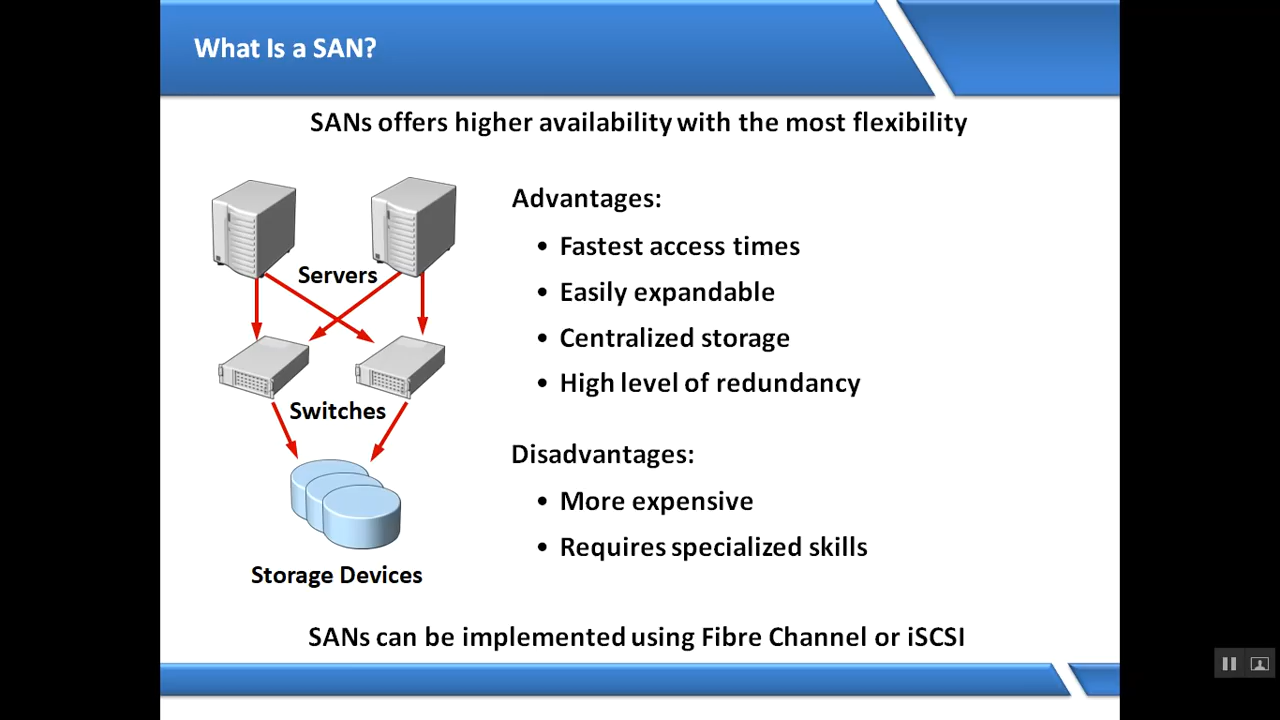 What Is a SAN?
SANs offers higher availability with the most flexibility
Servers
Switches
Storage Devices
Advantages:
• Fastest access times
• Easily expandable
• Centralized storage
• High level of redundancy
Disadvantages:
• More expensive
• Requires specialized skills
SANs can be implemented using Fibre Channel or iSCSI